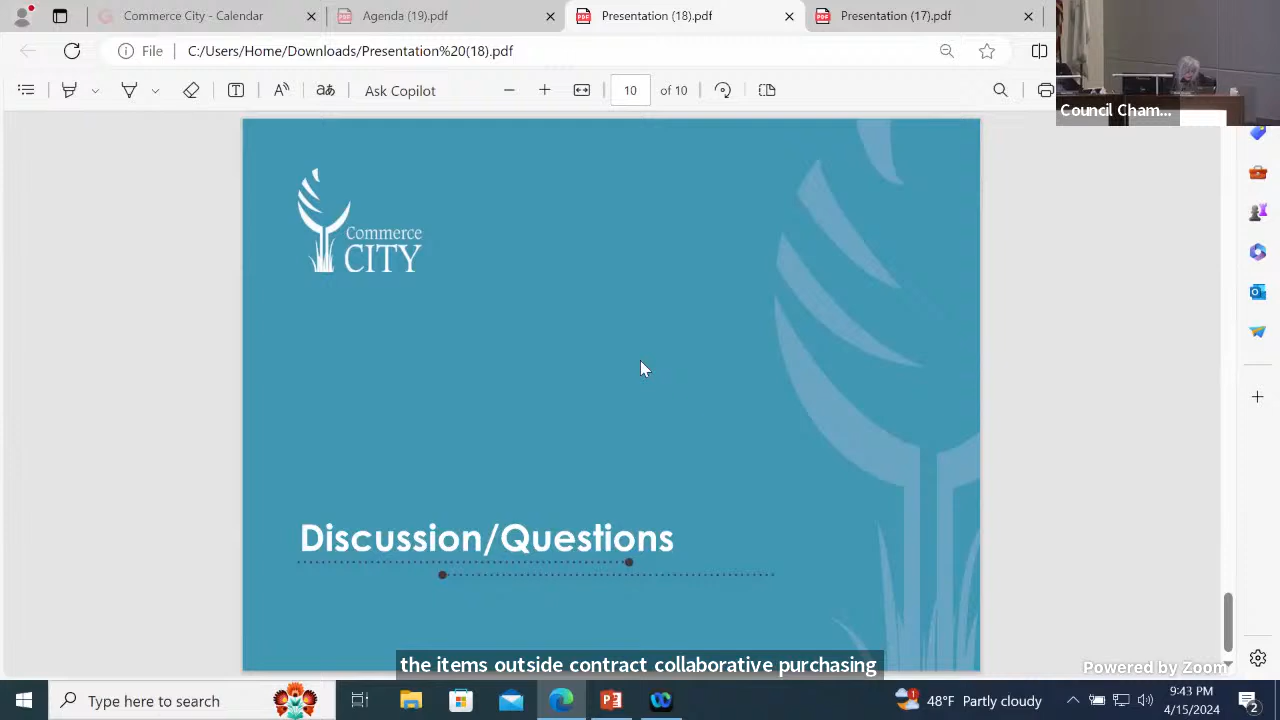 Commerce City - Calendar
Agenda (19).pdf
Presentation (18).pdf
Presentation (17).pdf
File
C:/Users/Home/Downloads/Presentation%20(18).pdf
Ask Copilot
10
of 10
Council Cham...
Commerce
CITY
Discussion/Questions
the items outside contract collaborative purchasing
Powered by Zoom
Type here to search
48°F Partly cloudy
9:43 PM
4/15/2024